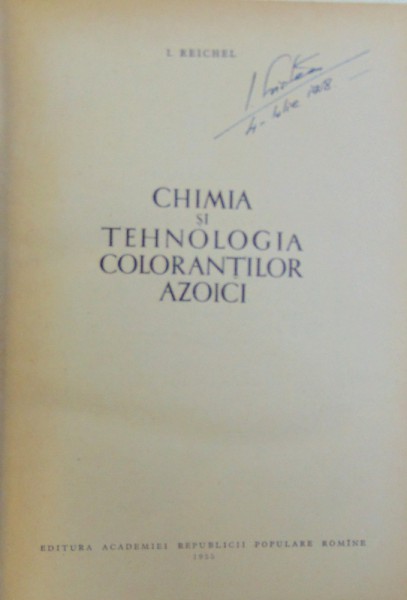 I. REICHEL
CHIMIA
ȘI
TEHNOLOGIA
COLORANȚILOR
AZOICI
EDITURA ACADEMIEI REPUBLICII POPULARE ROMÎNE